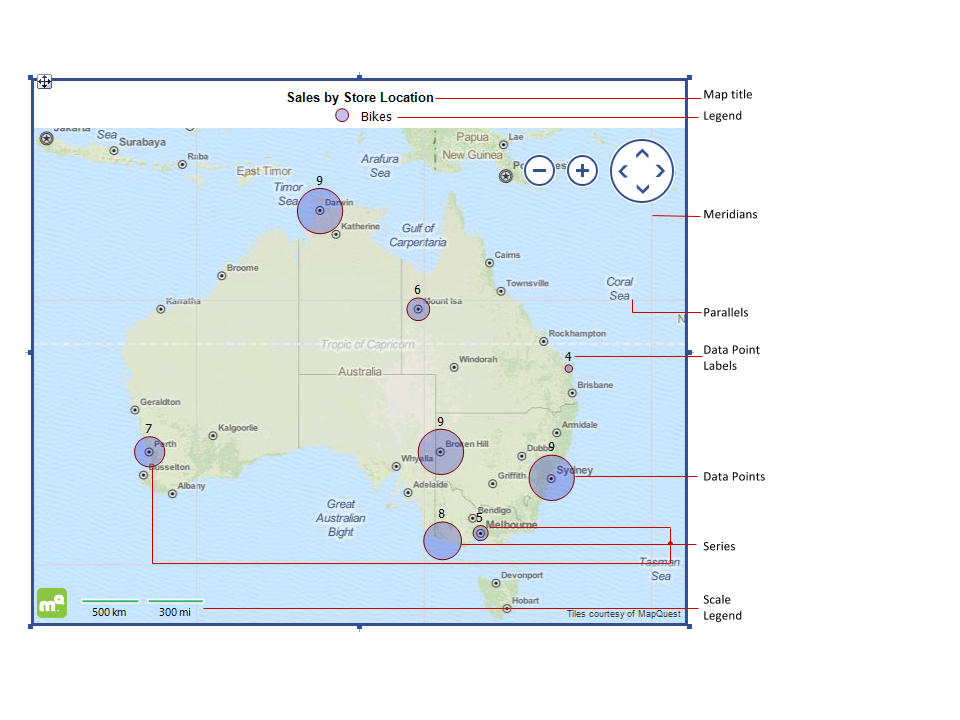 Sales by Store Location
Map title
Bikes
Legend
Jakarta
Sea
Surabaya
Raba
East Timor
Timor
Sea
Arafura
Sea
Papua
New Guinea
Lae
9
Darwin
Katherine
Gulf of
Carpentaria
Meridians
Broome
Cairns
Townsville
Coral
Sea
6
Mount Isa
Karratha
Parallels
N
Rockhampton
Tropic of Capricorn
Australia
Windorah
4
Data Point
Labels
Brisbane
Geraldton
Kalgoorlie
7
Perth
Busselton
Albany
9
Broken Hill
Whyalla
Adelaide
Armidale
9
Sydney
Griffith
Data Points
Great
Australian
Bight
8
5
Bendigo
Melbourne
Series
Tasman
Sea
Devonport
Hobart
ma
500 km
300 mi
Scale
Legend
Tiles courtesy of MapQuest